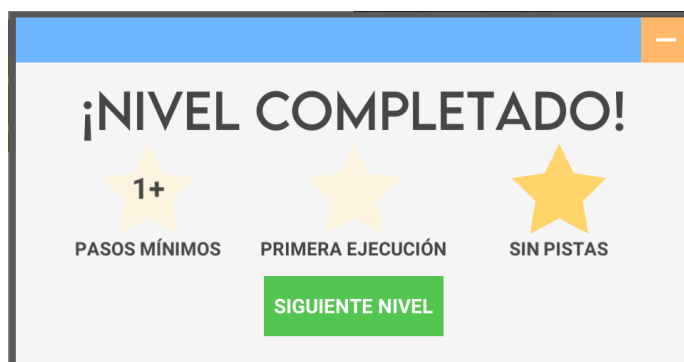 ¡NIVEL COMPLETADO!
1+
PASOS MÍNIMOS PRIMERA EJECUCIÓN SIN PISTAS
SIGUIENTE NIVEL